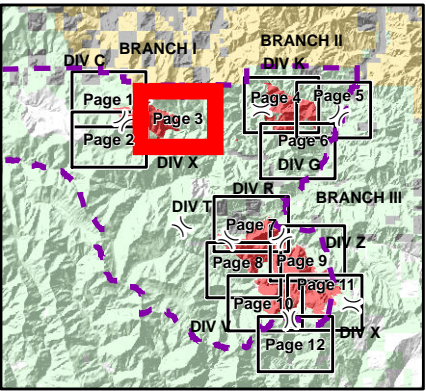 BRANCH I
BRANCH II
DIV C
DIV K
Page 1
Page 3
Page 4
Page 5
Page 2
Page 6
DIV X
DIV G
DIV R
BRANCH III
DIV T
Page 7
DIV Z
Page 8
Page 9
Page 11
Page 10
DIV V
DIV X
Page 12